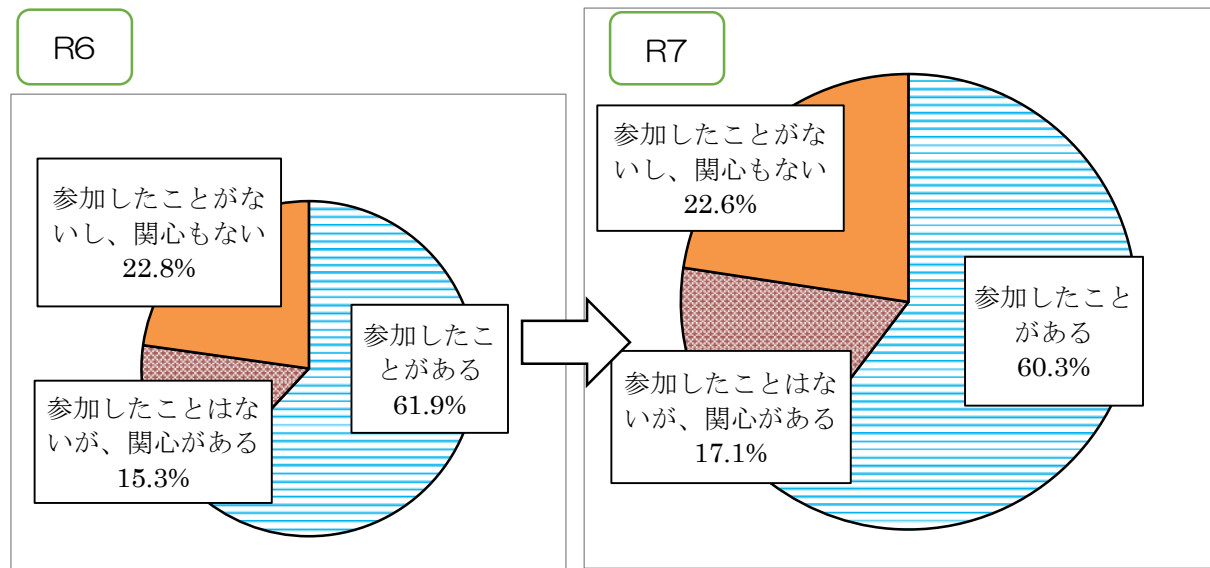 R6
参加したことがな
いし、関心もない
22.8%
参加したこ
とがある
61.9%
参加したことはな
いが、関心がある
15.3%
R7
参加したことがな
いし、関心もない
22.6%
参加したこと
がある
60.3%
参加したことはな
いが、関心がある
17.1%